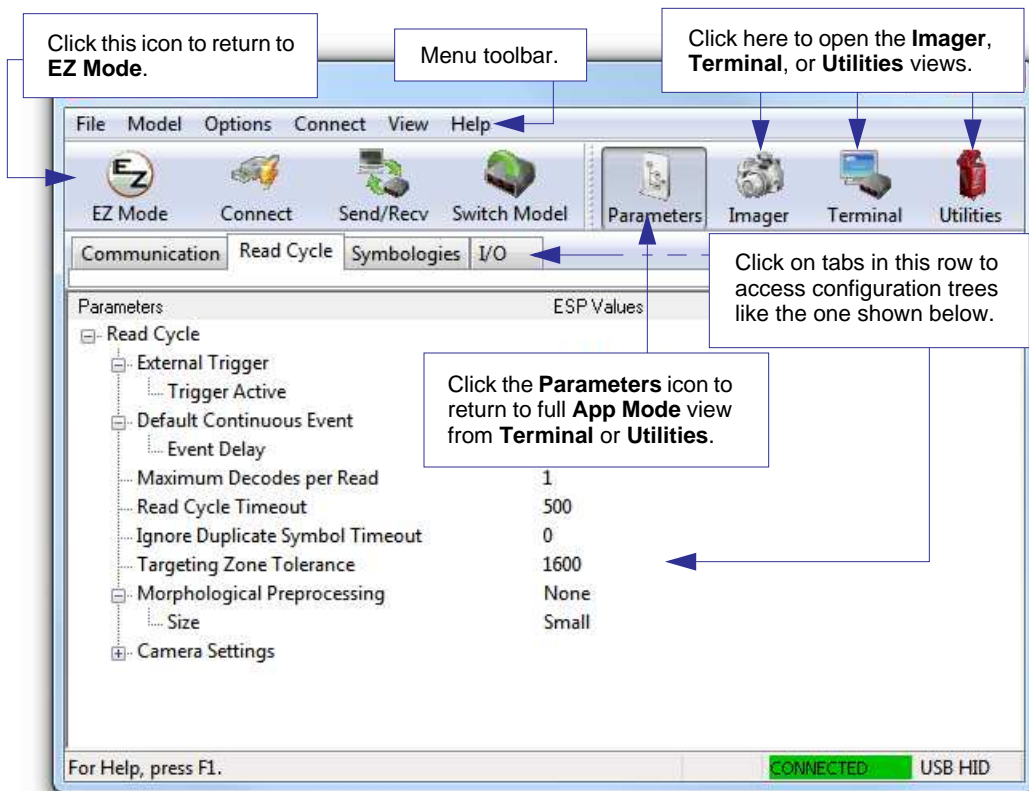 Click this icon to return to
EZ Mode.
Menu toolbar.
Click here to open the Imager,
Terminal, or Utilities views.
File Model Options Connect View Help
EZ
EZ Mode Connect Send/Recv Switch Model Parameters Imager Terminal Utilities
Communication Read Cycle Symbologies I/O
Click on tabs in this row to
access configuration trees
like the one shown below.
Parameters ESP Values
Read Cycle
External Trigger
Trigger Active
Default Continuous Event
Event Delay
Click the Parameters icon to
return to full App Mode view
from Terminal or Utilities.
Maximum Decodes per Read 1
Read Cycle Timeout 500
Ignore Duplicate Symbol Timeout 0
Targeting Zone Tolerance 1600
Morphological Preprocessing None
Size Small
Camera Settings
For Help, press F1. CONNECTED USB HID